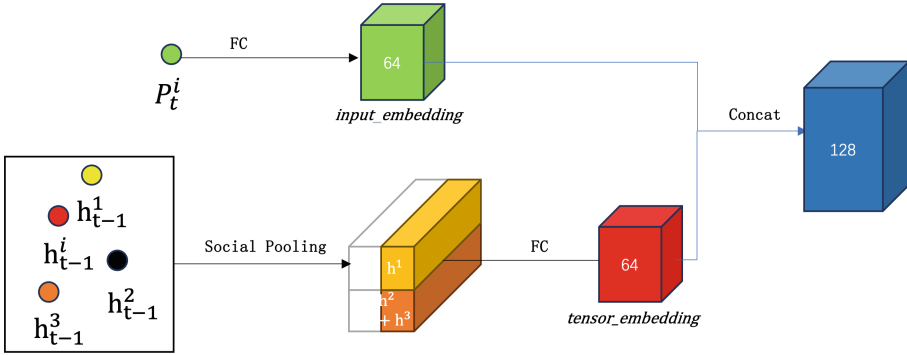 FC
64
P_t^i
input_embedding
Concat
128
h_{t−1}^1
h_{t−1}^i
h_{t−1}^2
h_{t−1}^3
Social Pooling
h^1
h^2
+ h^3
FC
64
tensor_embedding